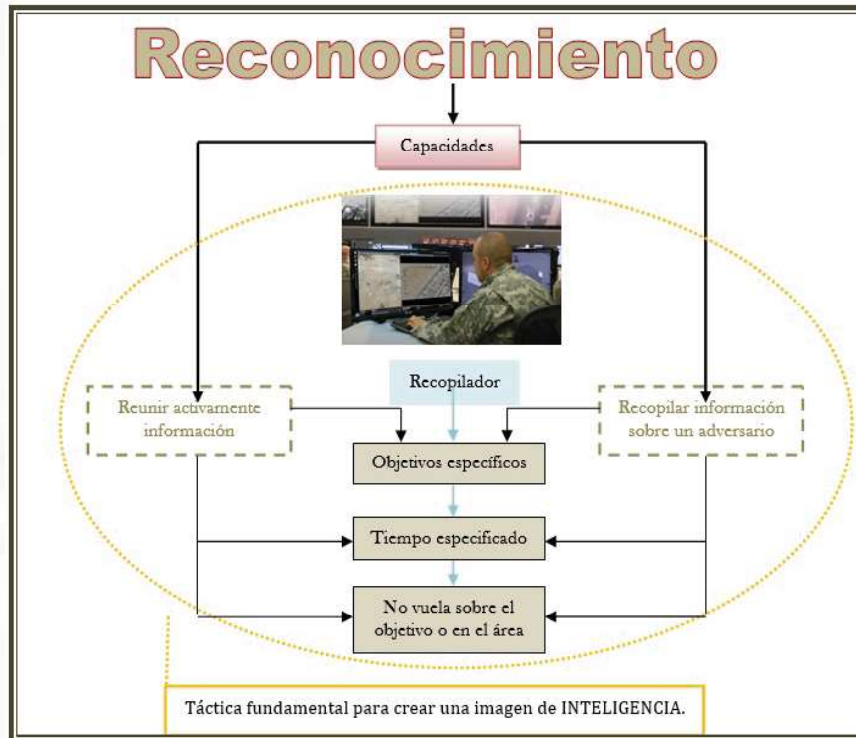 Reconocimiento
Capacidades
Recopilador
Reunir activamente
información
Recopilar información
sobre un adversario
Objetivos específicos
Tiempo especificado
No vuela sobre el
objetivo o en el área
Táctica fundamental para crear una imagen de INTELIGENCIA.